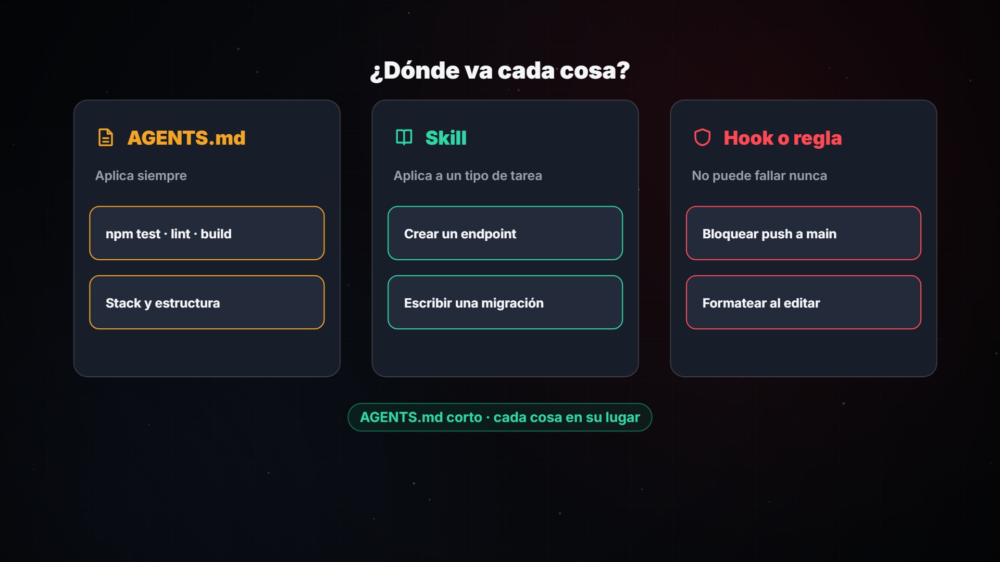 ¿Dónde va cada cosa?
AGENTS.md
Aplica siempre
npm test · lint · build
Stack y estructura
Skill
Aplica a un tipo de tarea
Crear un endpoint
Escribir una migración
Hook o regla
No puede fallar nunca
Bloquear push a main
Formatear al editar
AGENTS.md corto · cada cosa en su lugar